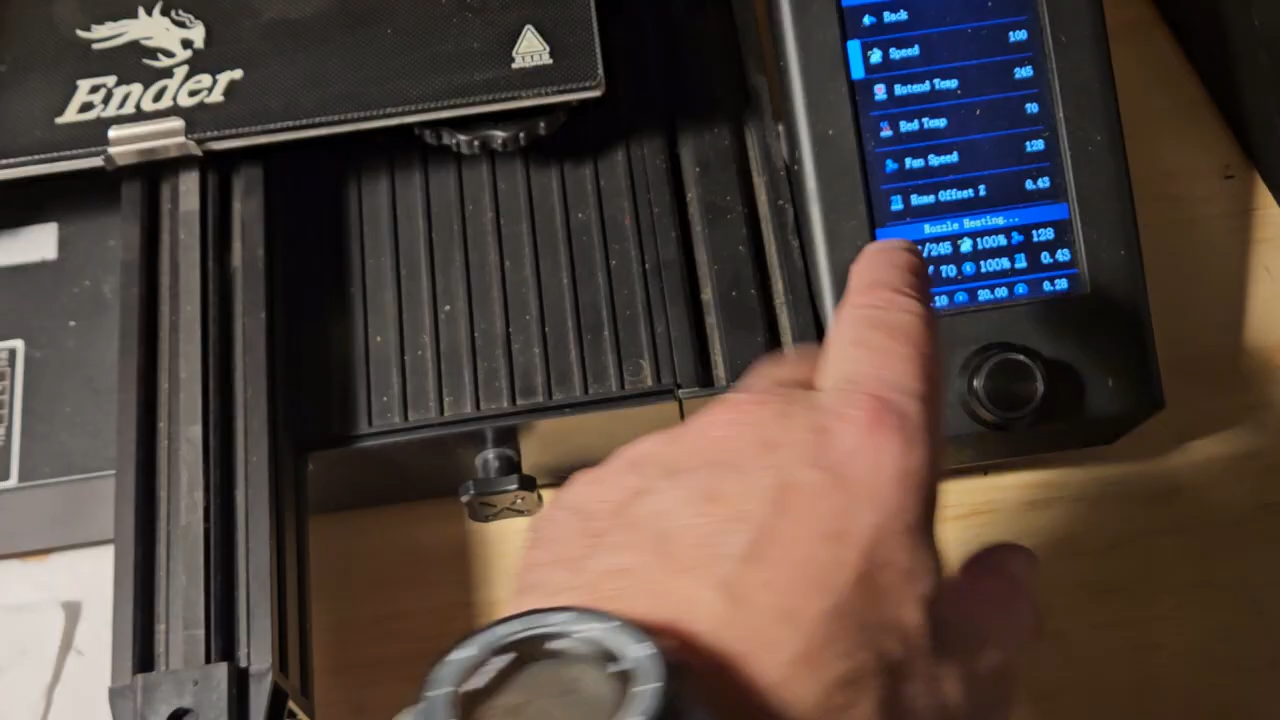 Ender
Back
Speed 100
Hotend Temp 245
Bed Temp 70
Fan Speed 128
Home Offset Z 0.43
Nozzle Heating...
/245 100% 128
/ 70 100% 0.43
.10 20.00 0.28